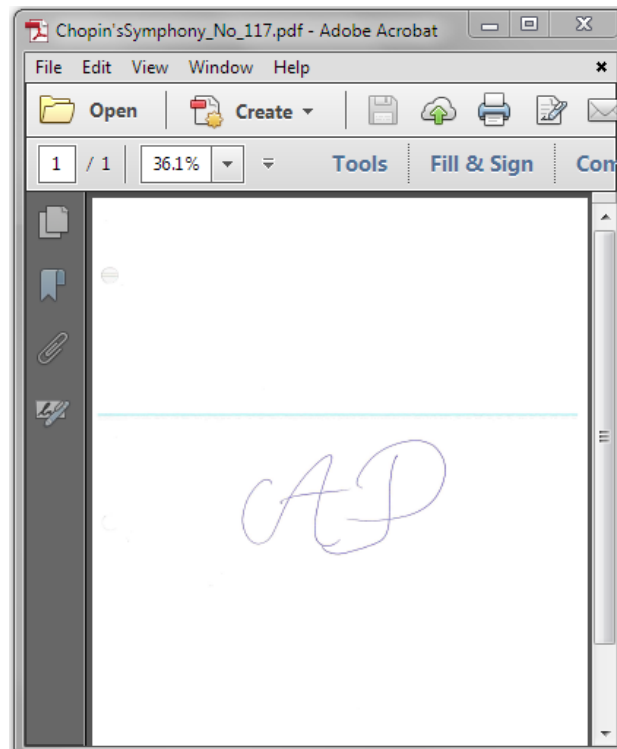 Chopin'sSymphony_No_117.pdf - Adobe Acrobat
File Edit View Window Help
Open Create
1 / 1 36.1% Tools Fill & Sign Com
AD